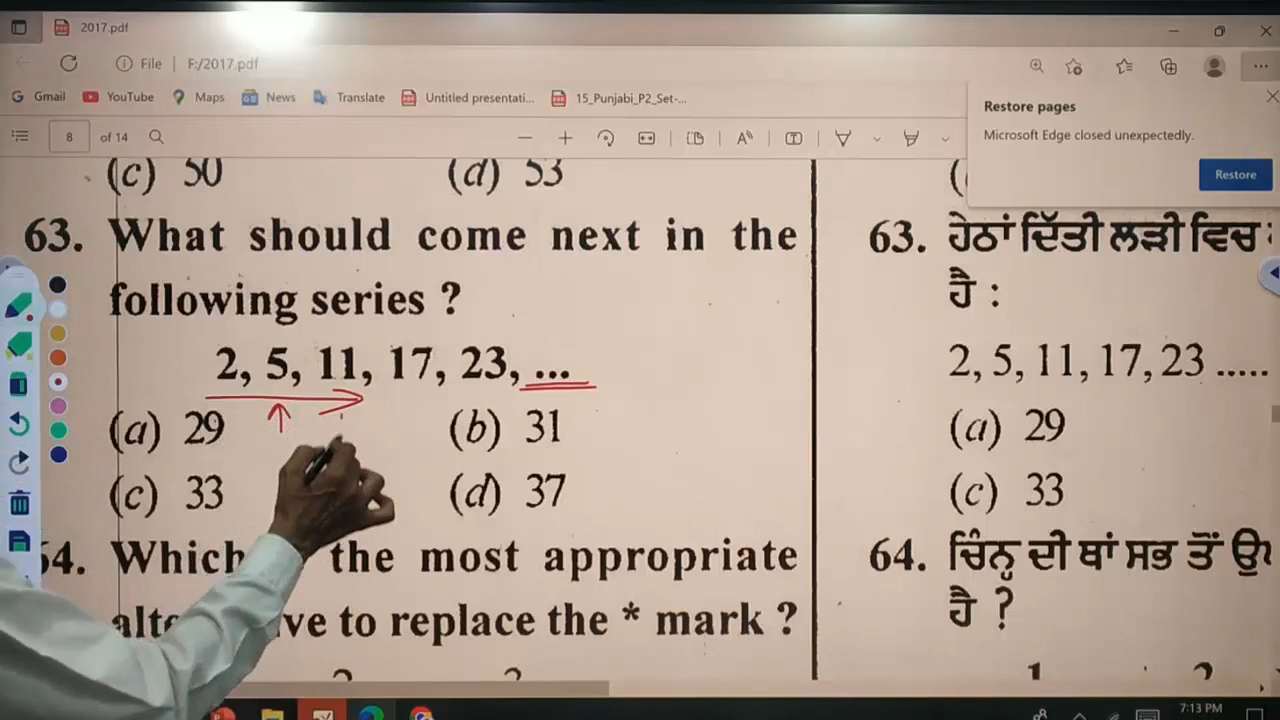 2017.pdf
File | F:/2017.pdf
Gmail YouTube Maps News Translate Untitled presentati... 15_Punjabi_P2_Set-...
Restore pages
Microsoft Edge closed unexpectedly.
Restore
8 of 14
(c) 50 (d) 53
63. What should come next in the
following series ?
2, 5, 11, 17, 23, ...
(a) 29 (b) 31
(c) 33 (d) 37
64. Which the most appropriate
to replace the * mark ?
63. ਹੇਠਾਂ ਦਿੱਤੀ ਲੜੀ ਵਿਚ
ਹੈ :
2, 5, 11, 17, 23 .....
(a) 29
(c) 33
64. ਚਿੰਨ੍ਹ ਦੀ ਥਾਂ ਸਭ ਤੋਂ
ਹੈ ?
7:13 PM